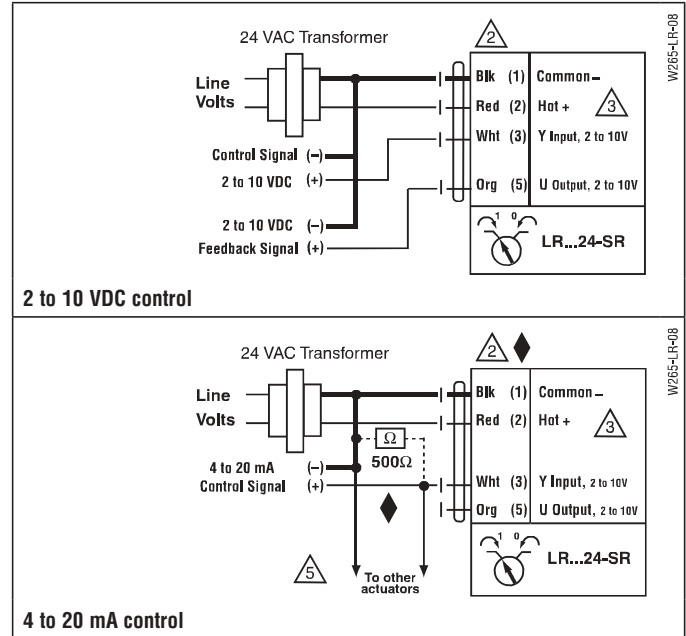 24 VAC Transformer
2
W265-LR-08
Line
Volts
Blk (1) Common –
Red (2) Hot +
3
Wht (3) Y Input, 2 to 10V
Control Signal (–)
2 to 10 VDC (+)
Org (5) U Output, 2 to 10V
2 to 10 VDC (–)
Feedback Signal (+)
1 0
LR...24-SR
2 to 10 VDC control
24 VAC Transformer
2
W265-LR-08
Line
Volts
Blk (1) Common –
Red (2) Hot +
3
Ω
500Ω
4 to 20 mA (–)
Control Signal (+)
Wht (3) Y Input, 2 to 10V
Org (5) U Output, 2 to 10V
1 0
LR...24-SR
5
To other
actuators
4 to 20 mA control